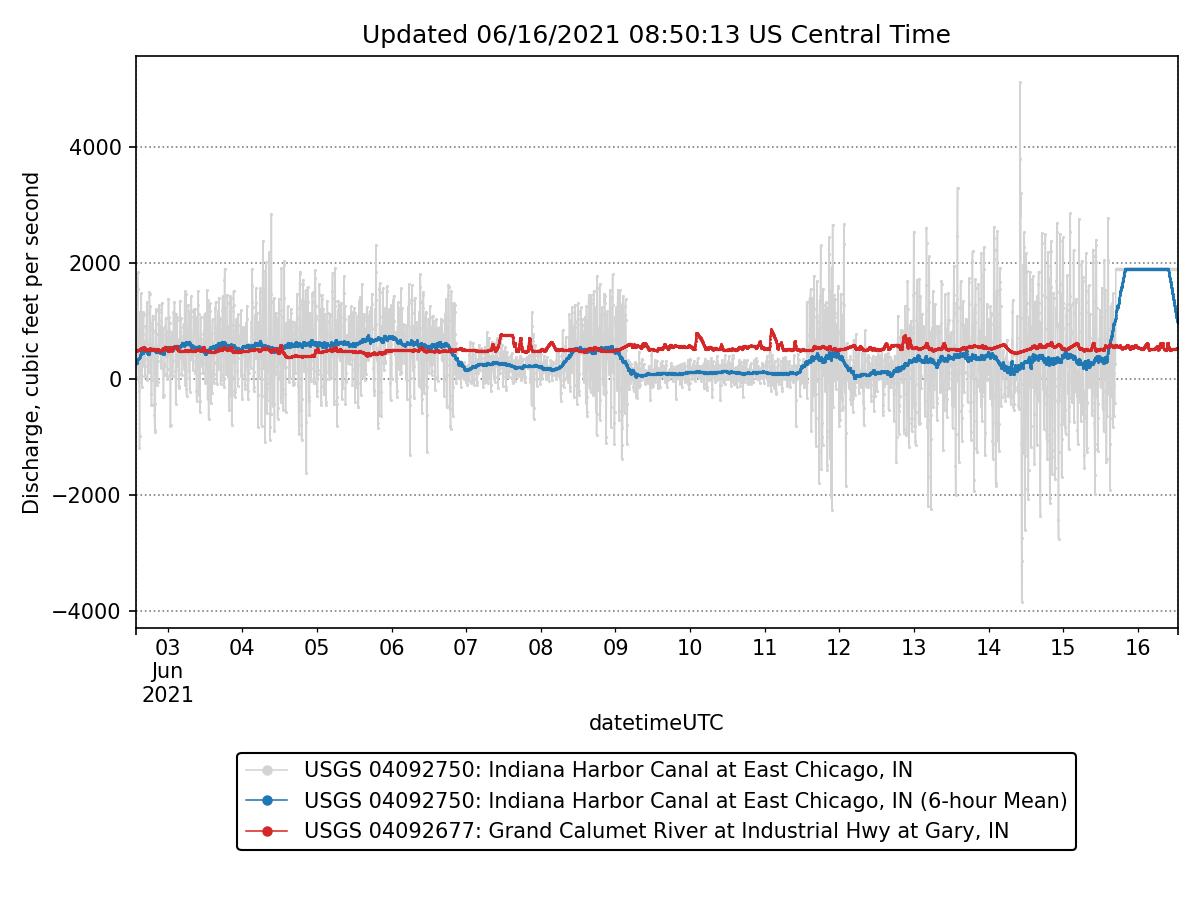 Updated 06/16/2021 08:50:13 US Central Time
Discharge, cubic feet per second
4000
2000
0
−2000
−4000
03 04 05 06 07 08 09 10 11 12 13 14 15 16
Jun
2021
datetimeUTC
USGS 04092750: Indiana Harbor Canal at East Chicago, IN
USGS 04092750: Indiana Harbor Canal at East Chicago, IN (6-hour Mean)
USGS 04092677: Grand Calumet River at Industrial Hwy at Gary, IN